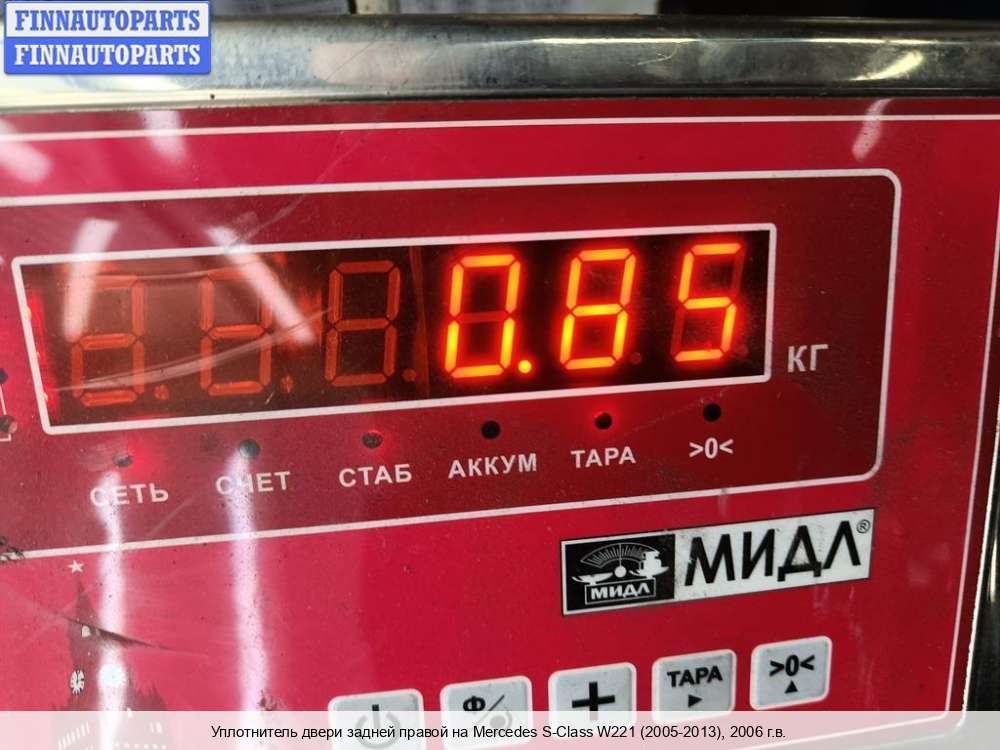 FINNAUTOPARTS
FINNAUTOPARTS
0.85
КГ
СЕТЬ СЧЕТ СТАБ АККУМ ТАРА >0<
МИДЛ МИДЛ®
Ф + ТАРА >0<
Уплотнитель двери задней правой на Mercedes S-Class W221 (2005-2013), 2006 г.в.